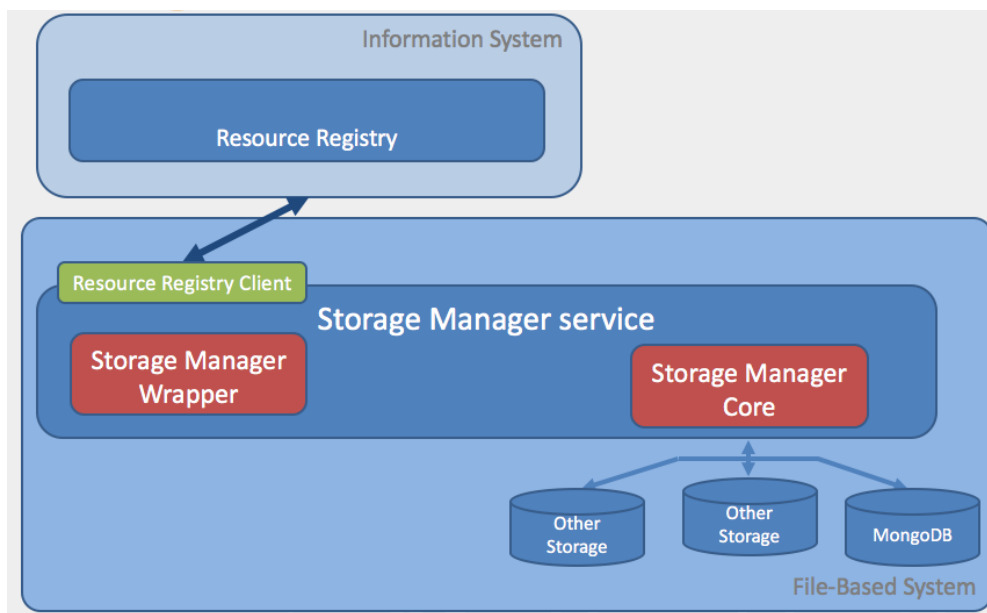 Information System
Resource Registry
Resource Registry Client
Storage Manager service
Storage Manager
Wrapper
Storage Manager
Core
Other
Storage
Other
Storage
MongoDB
File-Based System